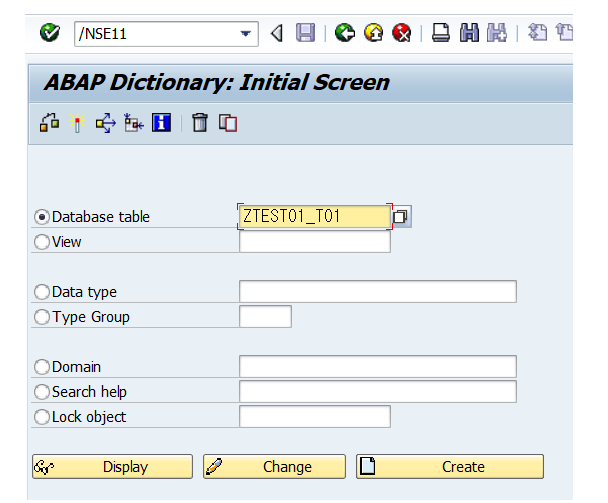 /NSE11
ABAP Dictionary: Initial Screen
Database table ZTEST01_T01
View
Data type
Type Group
Domain
Search help
Lock object
Display Change Create